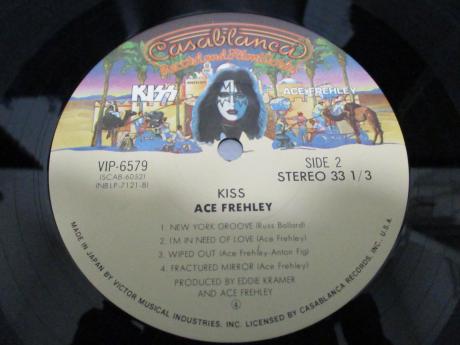 Casablanca
Record and FilmWorks
KISS
ACE FREHLEY
VIP-6579
SIDE 2
(SCAB-6052)
(NBLP-7121-B)
STEREO 33 1/3
KISS
ACE FREHLEY
1. NEW YORK GROOVE (Russ Ballard)
2. I'M IN NEED OF LOVE (Ace Frehley)
3. WIPED OUT (Ace Frehley-Anton Fig)
4. FRACTURED MIRROR (Ace Frehley)
PRODUCED BY EDDIE KRAMER
AND ACE FREHLEY
4
MADE IN JAPAN BY VICTOR MUSICAL INDUSTRIES, INC. LICENSED BY CASABLANCA RECORDS, INC. U.S.A.